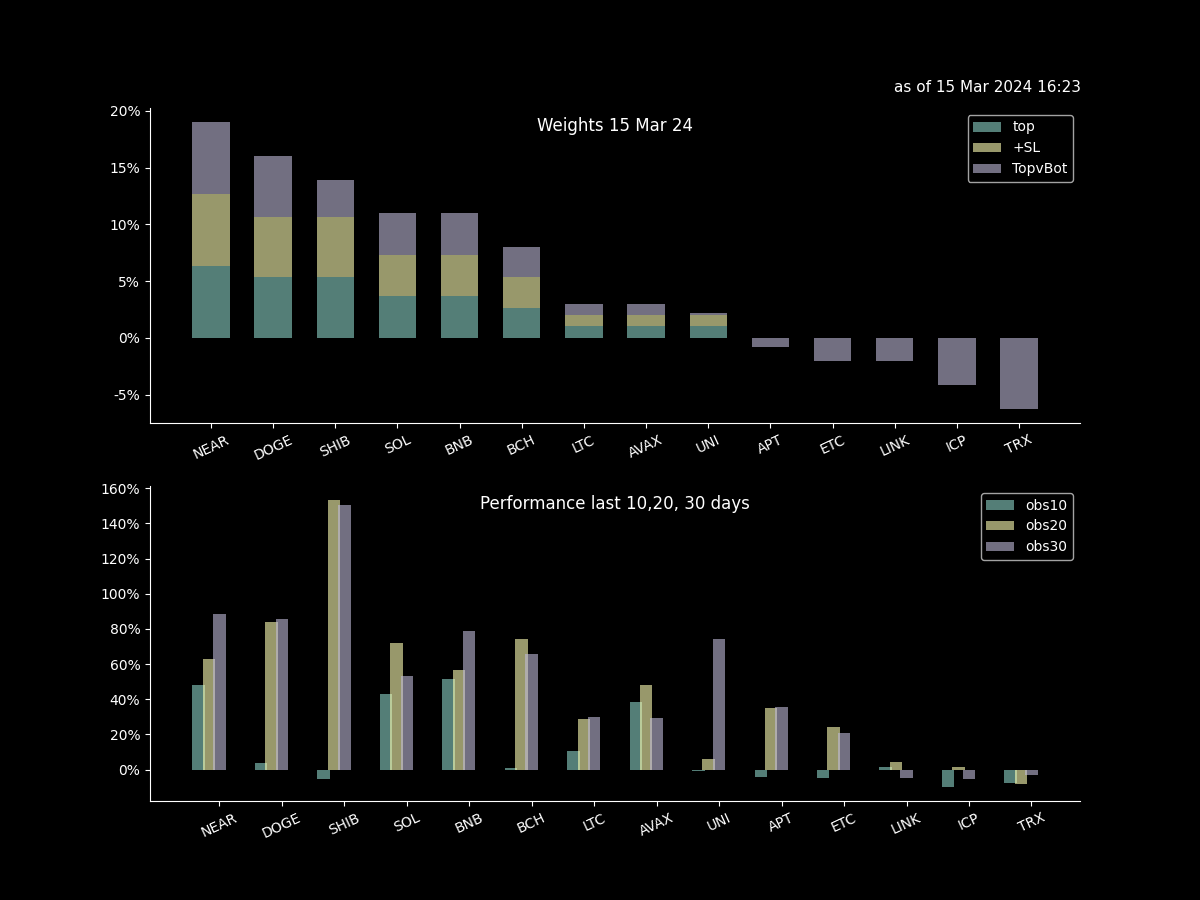 as of 15 Mar 2024 16:23
Weights 15 Mar 24
top
+SL
TopvBot
20%
15%
10%
5%
0%
-5%
NEAR DOGE SHIB SOL BNB BCH LTC AVAX UNI APT ETC LINK ICP TRX
Performance last 10,20, 30 days
obs10
obs20
obs30
160%
140%
120%
100%
80%
60%
40%
20%
0%
NEAR DOGE SHIB SOL BNB BCH LTC AVAX UNI APT ETC LINK ICP TRX